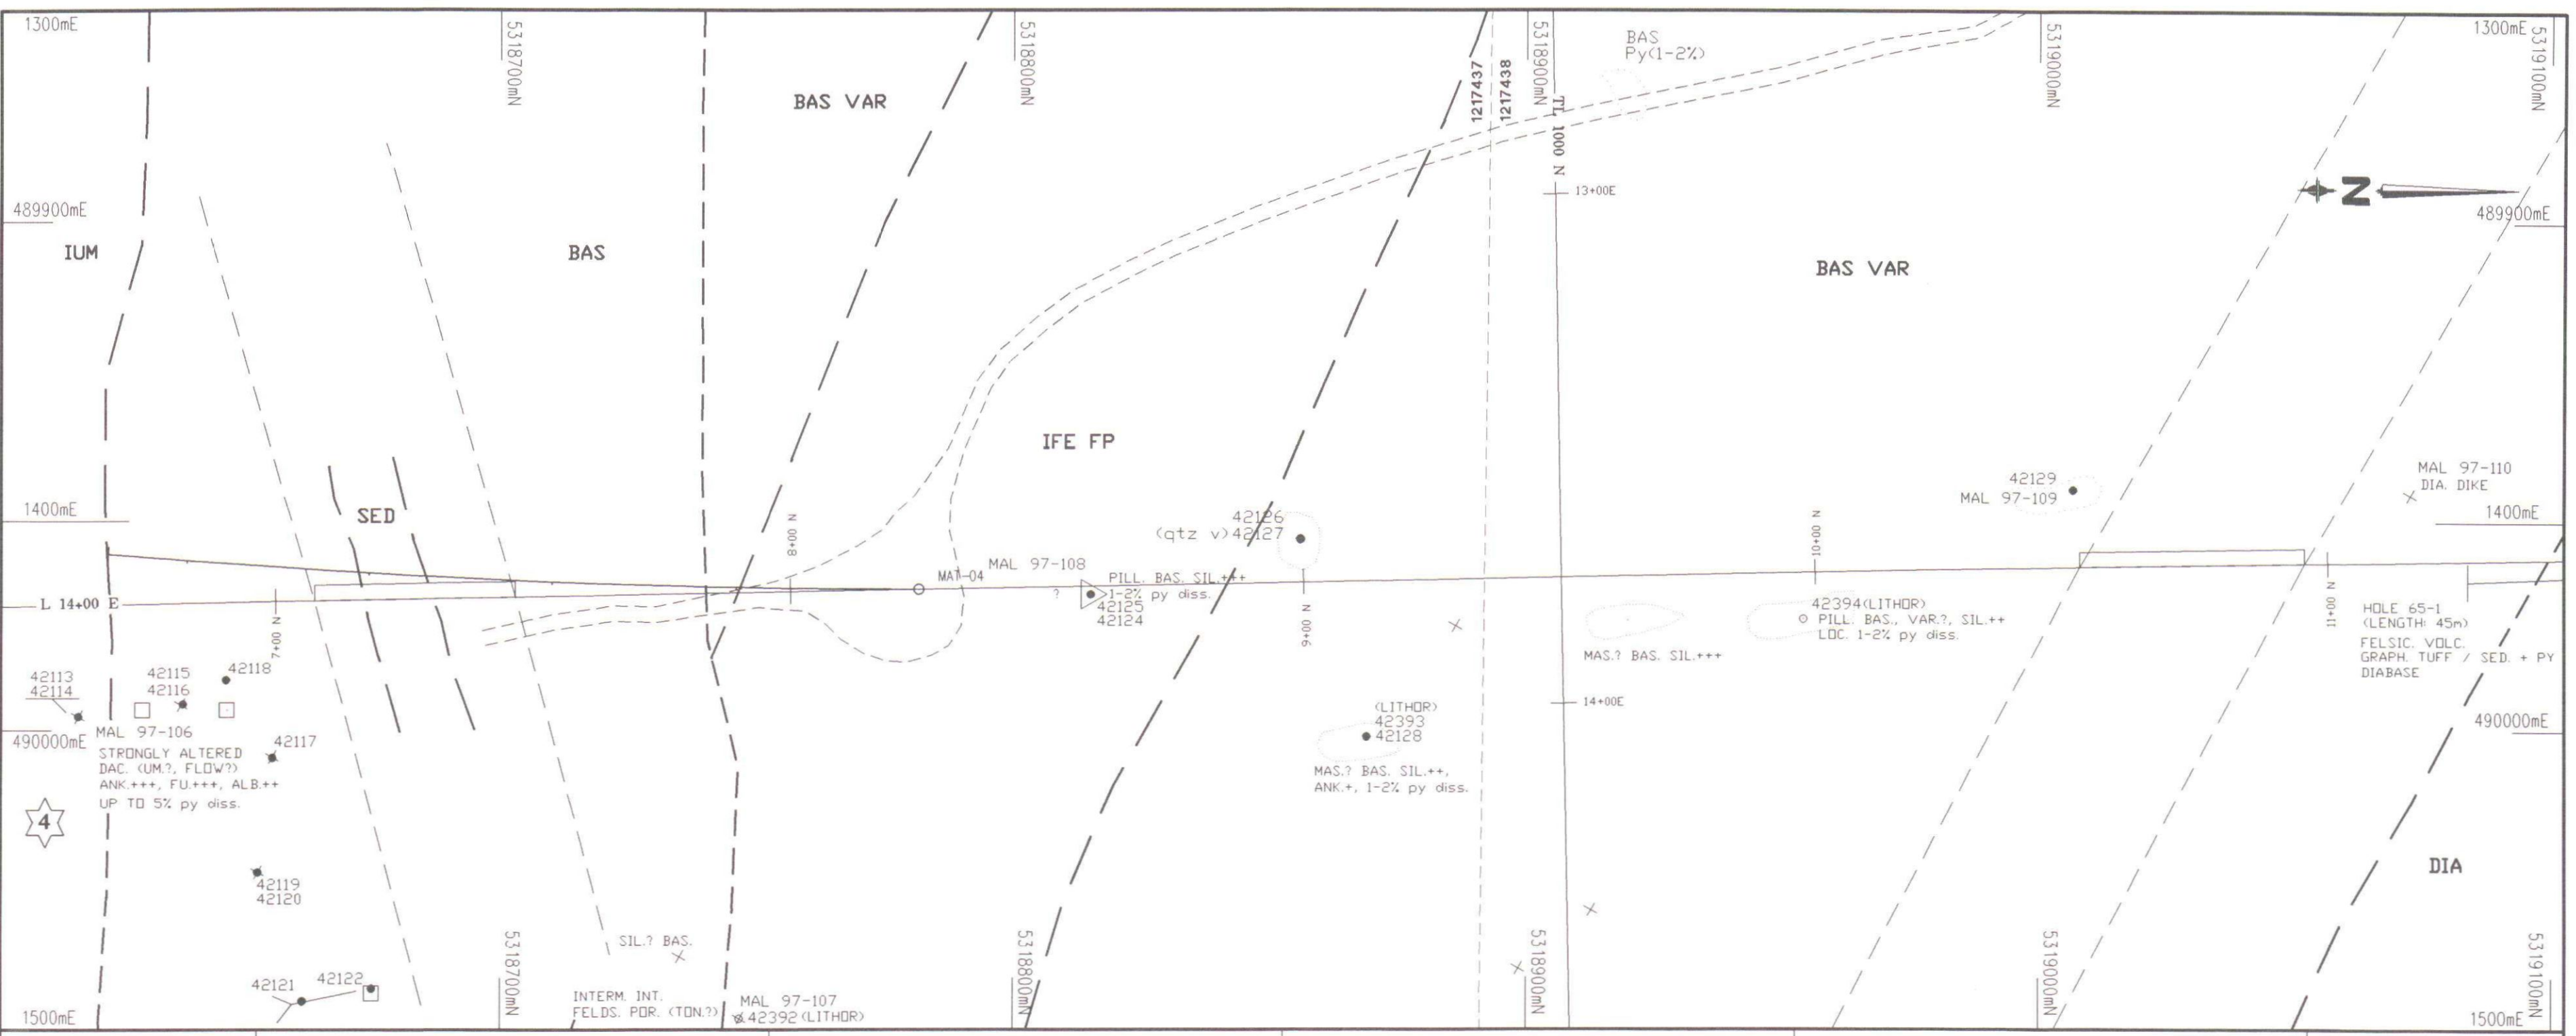 1300mE
5318700mN
5318800mN
5318900mN
5319000mN
1300mE
5319100mN
BAS
Py(1-2%)
BAS VAR
1217437
1217438
TL 1000 N
13+00E
N
489900mE
489900mE
IUM
BAS
BAS VAR
IFE FP
1400mE
SED
8+00 N
42126
(qtz v)42127
10+00 N
42129
MAL 97-109
MAL 97-110
DIA. DIKE
1400mE
MAT-04
MAL 97-108
?
PILL. BAS. SIL.+++
1-2% py diss.
42125
42124
L 14+00 E
7+00 N
9+00 N
11+00 N
42394(LITHOR)
PILL. BAS., VAR.?, SIL.++
LOC. 1-2% py diss.
MAS.? BAS. SIL.+++
HOLE 65-1
(LENGTH: 45m)
FELSIC. VOLC.
GRAPH. TUFF / SED. + PY
DIABASE
42113
42114
42115
42116
42118
14+00E
490000mE
MAL 97-106
STRONGLY ALTERED
DAC. (UM.?, FLOW?)
ANK.+++, FU.+++, ALB.++
UP TO 5% py diss.
42117
(LITHOR)
42393
42128
MAS.? BAS. SIL.++,
ANK.+, 1-2% py diss.
490000mE
4
42119
42120
DIA
SIL.? BAS.
42121
42122
5318700mN
5318800mN
5318900mN
5319000mN
5319100mN
INTERM. INT.
FELDS. POR. (TON.?)
MAL 97-107
42392(LITHOR)
1500mE
1500mE